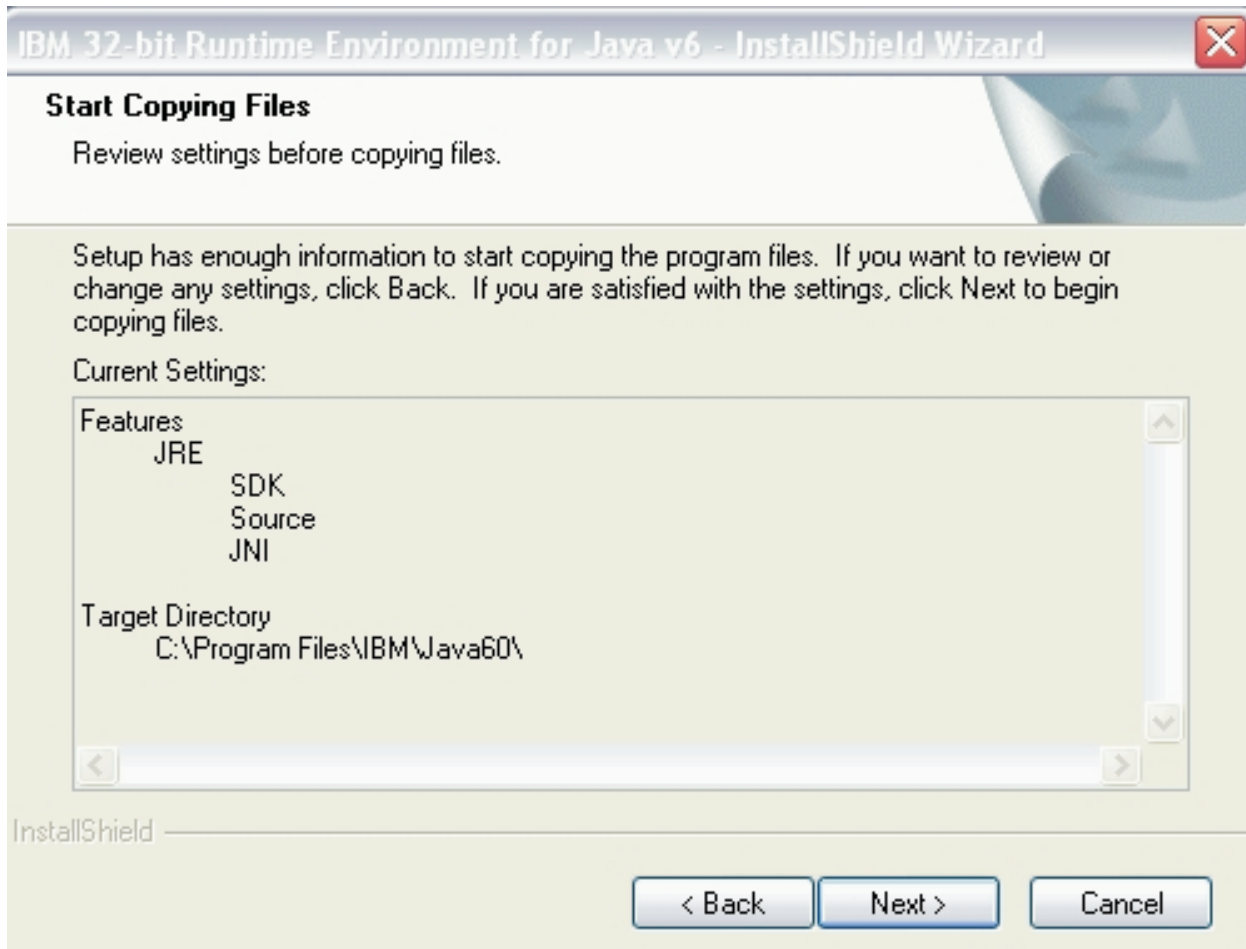 IBM 32-bit Runtime Environment for Java v6 - InstallShield Wizard
Start Copying Files
Review settings before copying files.
Setup has enough information to start copying the program files.  If you want to review or
change any settings, click Back.  If you are satisfied with the settings, click Next to begin
copying files.
Current Settings:
Features
JRE
SDK
Source
JNI
Target Directory
C:\Program Files\IBM\Java60\
InstallShield
< Back
Next >
Cancel